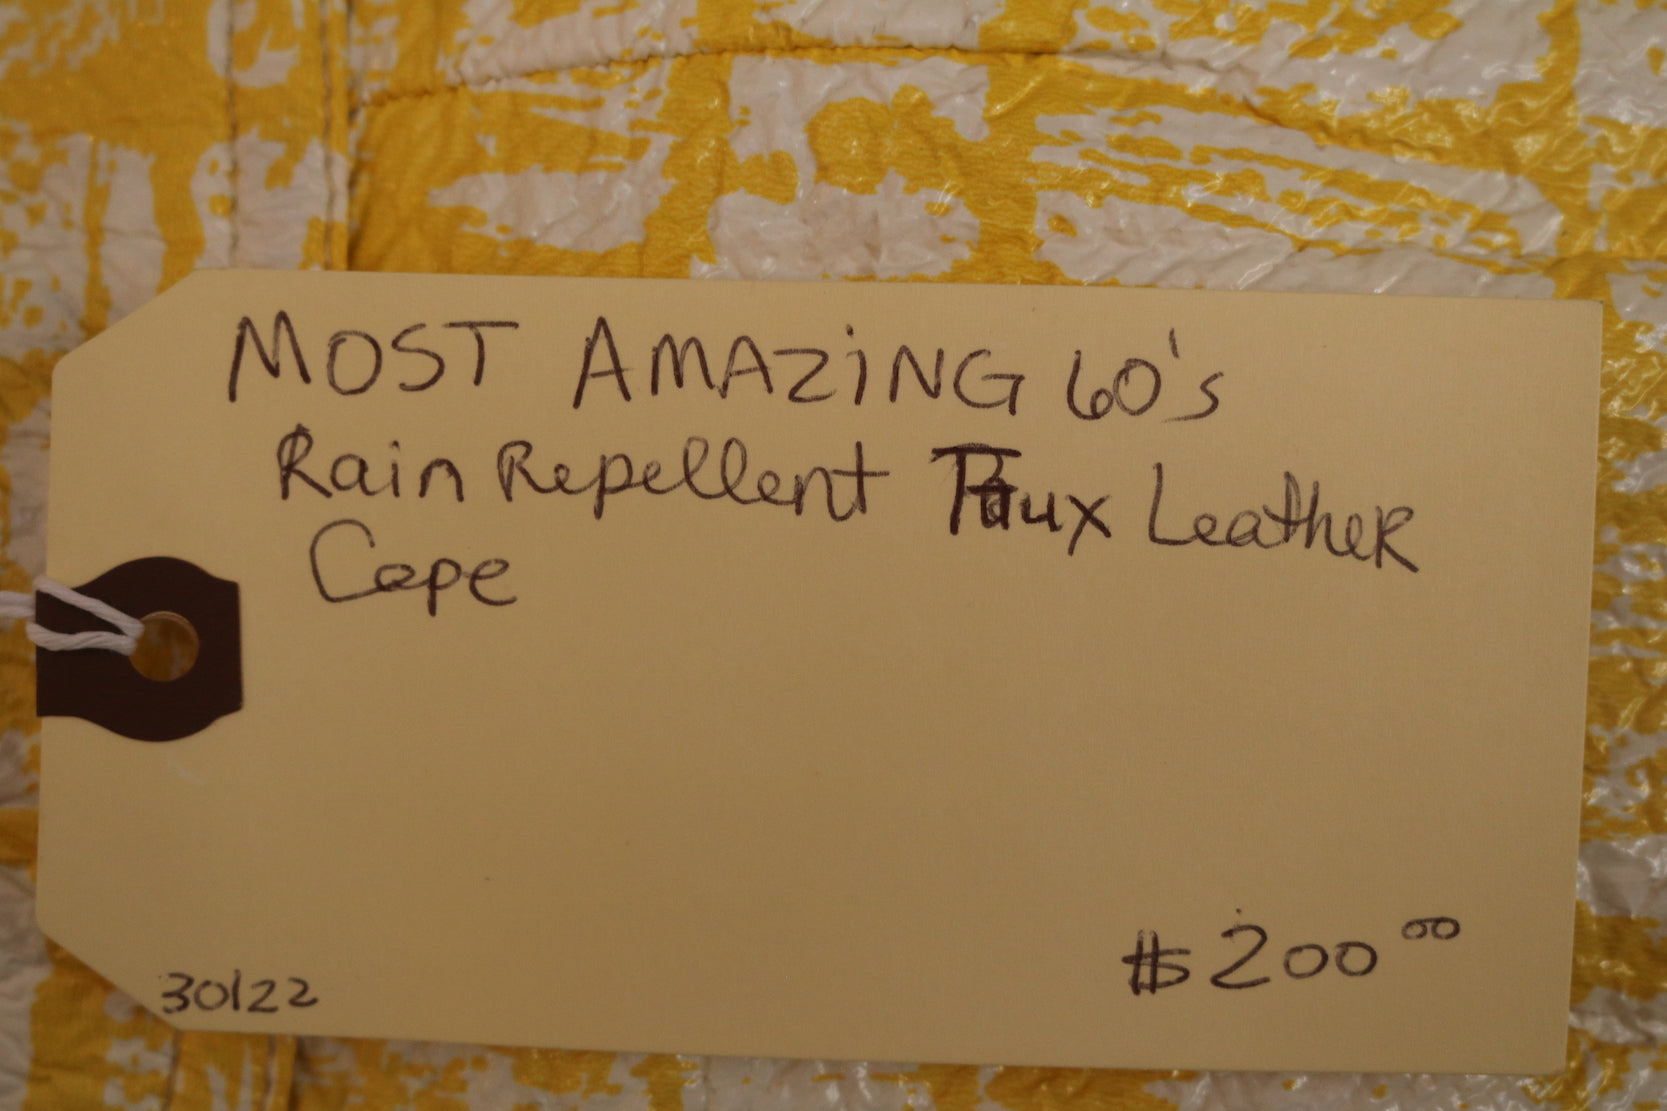 MOST AMAZiNG 60's
Rain Repellent Faux Leather
Cape
$200.00
30122